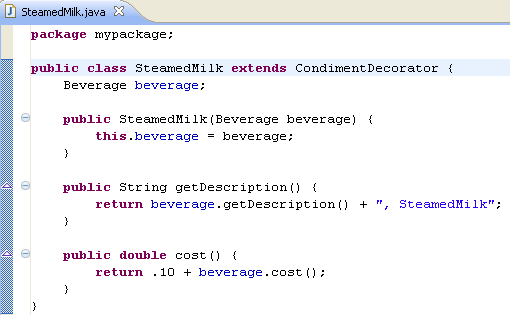 SteamedMilk.java
package mypackage;
public class SteamedMilk extends CondimentDecorator {
Beverage beverage;
public SteamedMilk(Beverage beverage) {
this.beverage = beverage;
}
public String getDescription() {
return beverage.getDescription() + ", SteamedMilk";
}
public double cost() {
return .10 + beverage.cost();
}
}